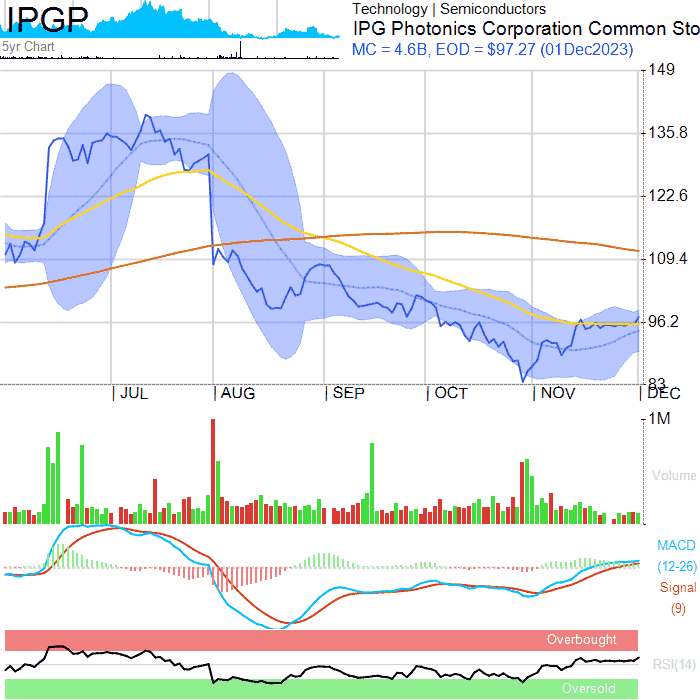 IPGP
5yr Chart
Technology | Semiconductors
IPG Photonics Corporation Common Sto
MC = 4.6B, EOD = $97.27 (01Dec2023)
149
135.8
122.6
109.4
96.2
83
JUL
AUG
SEP
OCT
NOV
DEC
1M
Volume
MACD
(12-26)
Signal
(9)
Overbought
RSI(14)
Oversold